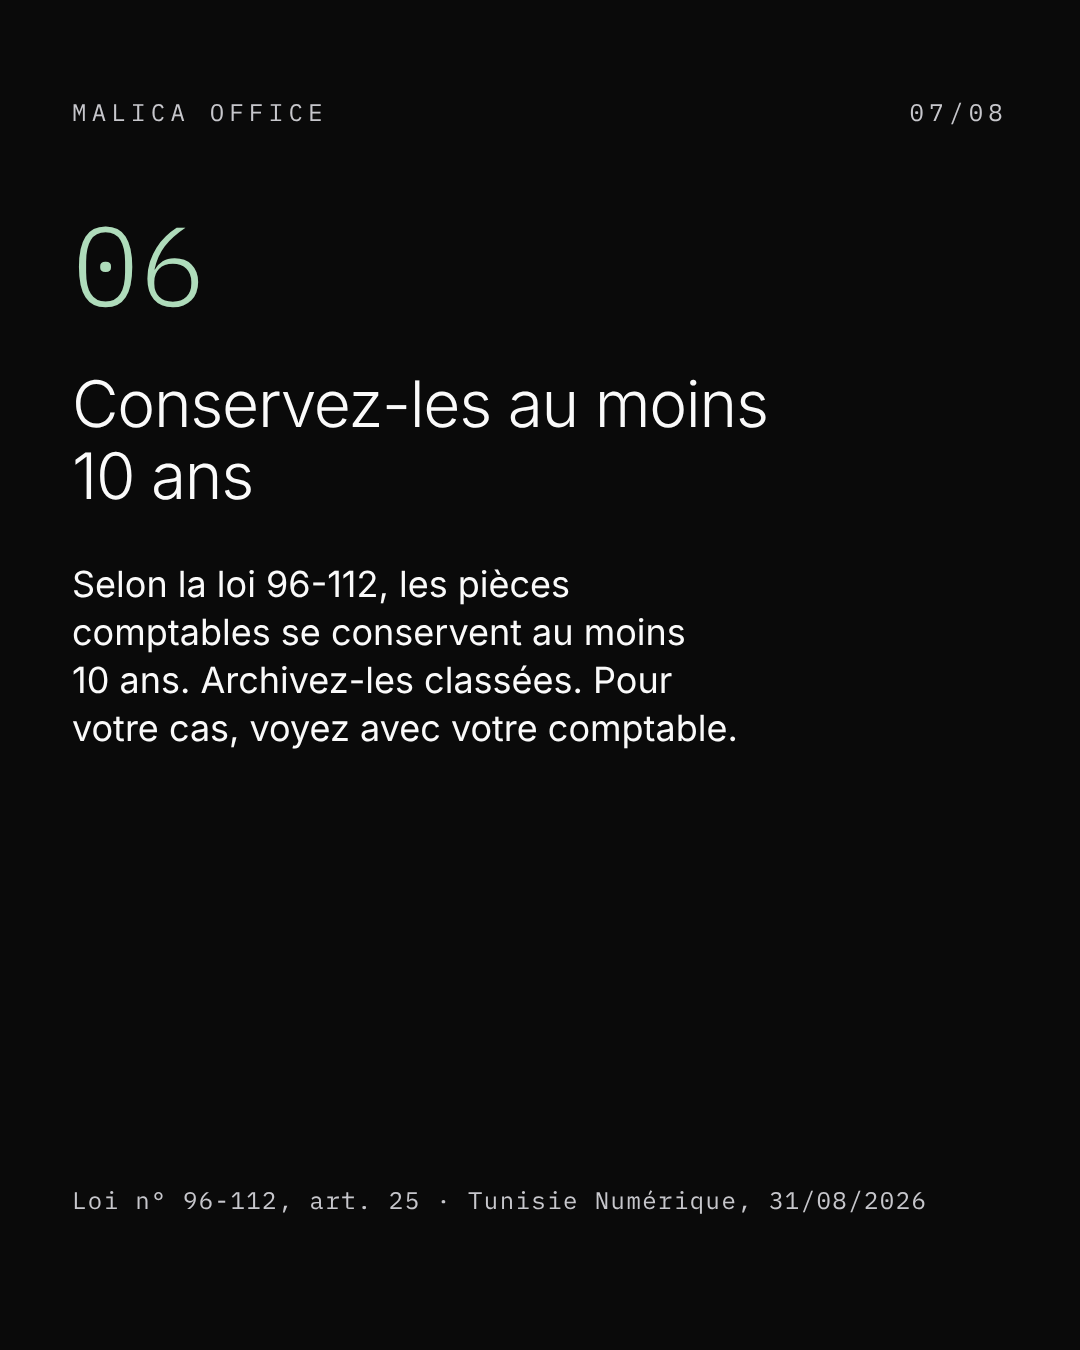 MALICA OFFICE
07/08
06
Conservez-les au moins
10 ans
Selon la loi 96-112, les pièces
comptables se conservent au moins
10 ans. Archivez-les classées. Pour
votre cas, voyez avec votre comptable.
Loi n° 96-112, art. 25 · Tunisie Numérique, 31/08/2026